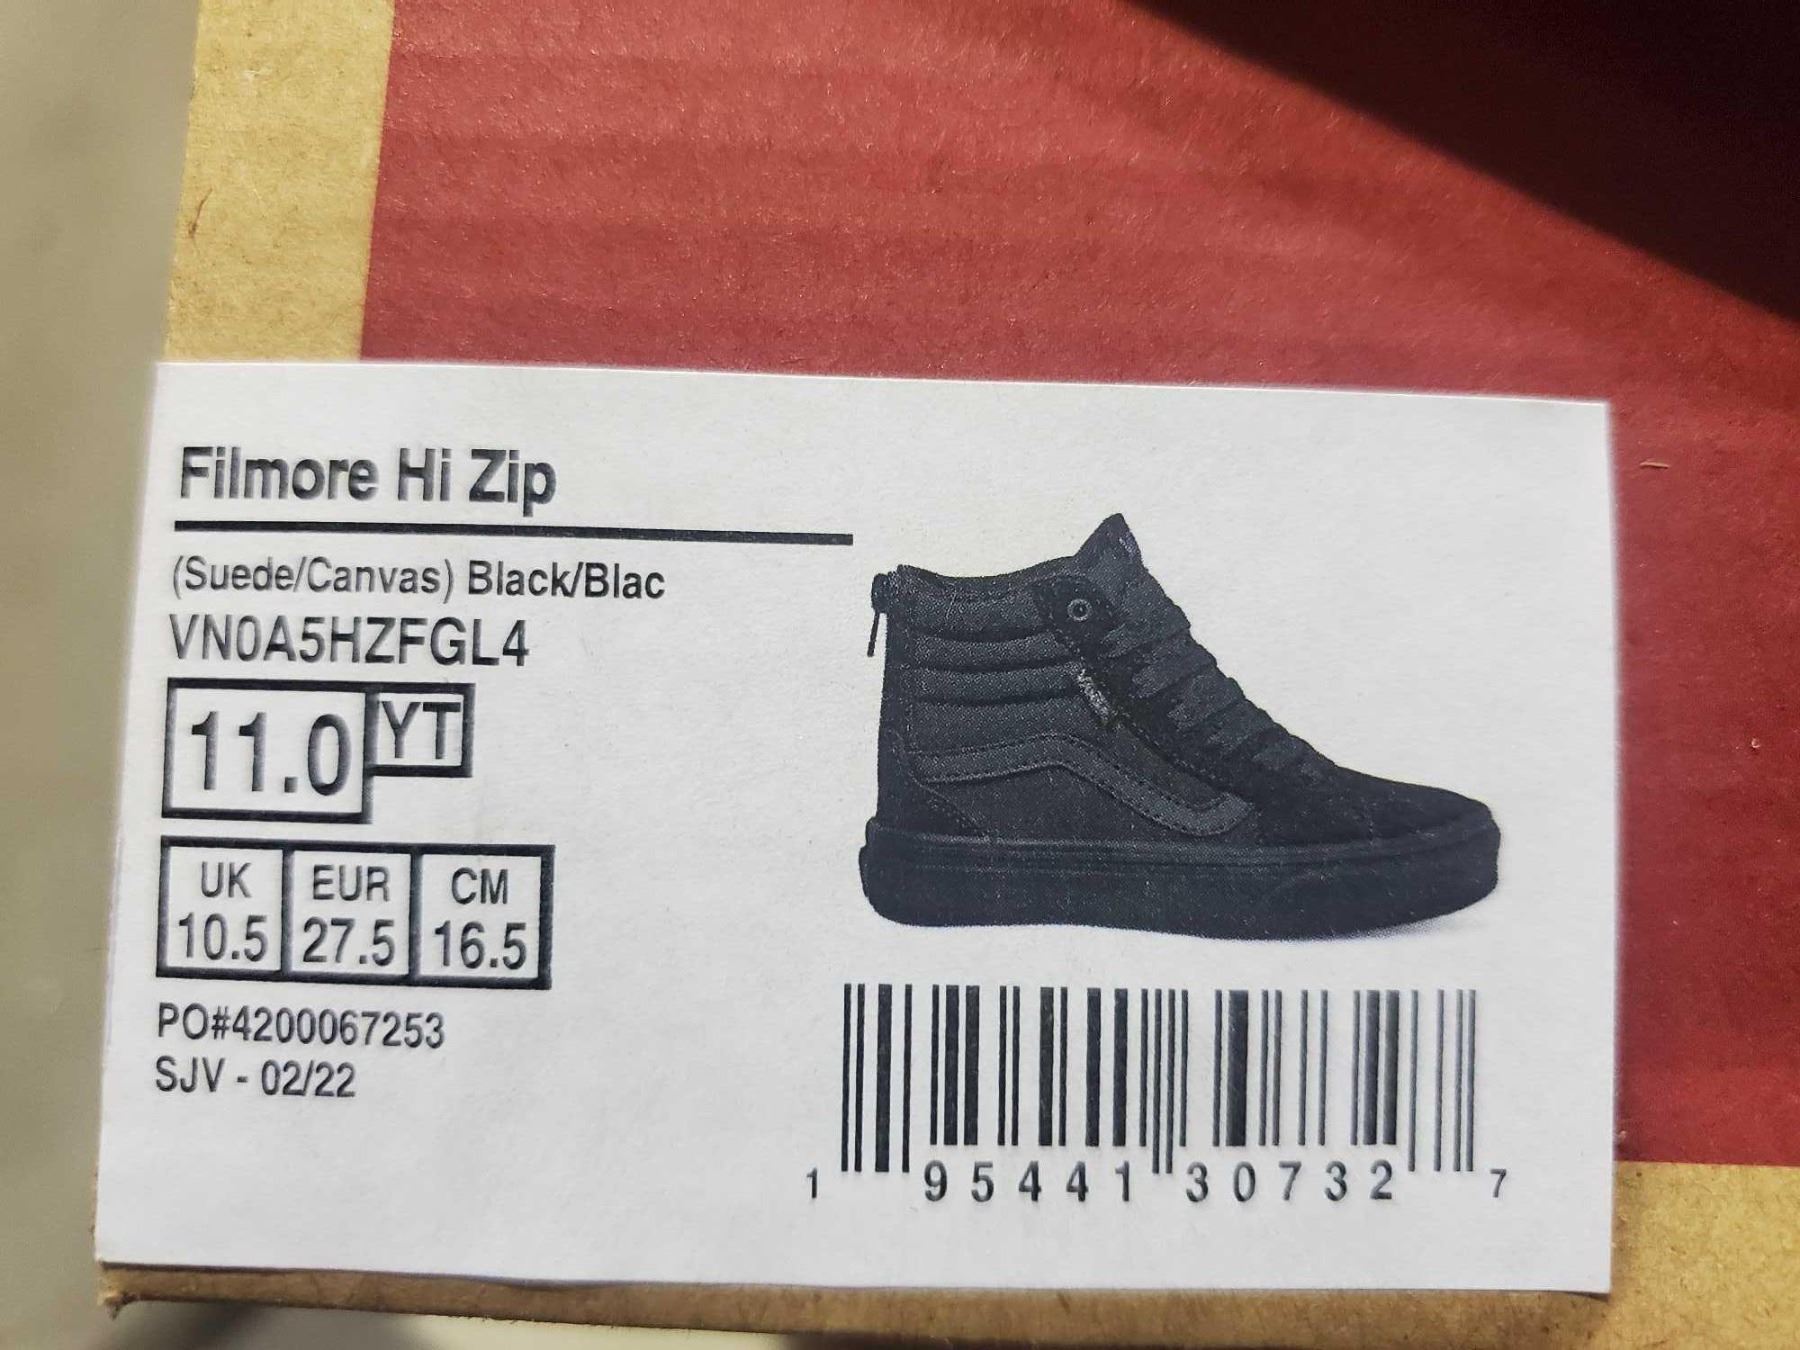 Filmore Hi Zip
(Suede/Canvas) Black/Blac
VN0A5HZFGL4
11.0 YT
UK EUR CM
10.5 27.5 16.5
PO#4200067253
SJV - 02/22
VANS
1 95441 30732 7